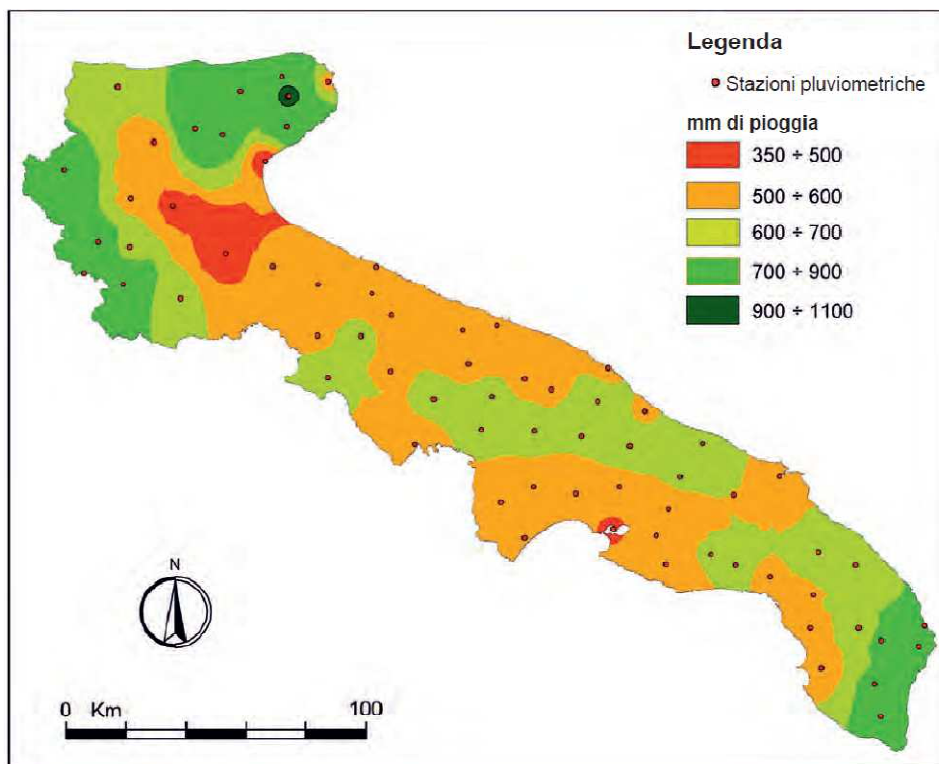 Legenda
Stazioni pluviometriche
mm di pioggia
350 ÷ 500
500 ÷ 600
600 ÷ 700
700 ÷ 900
900 ÷ 1100
N
0 Km 100